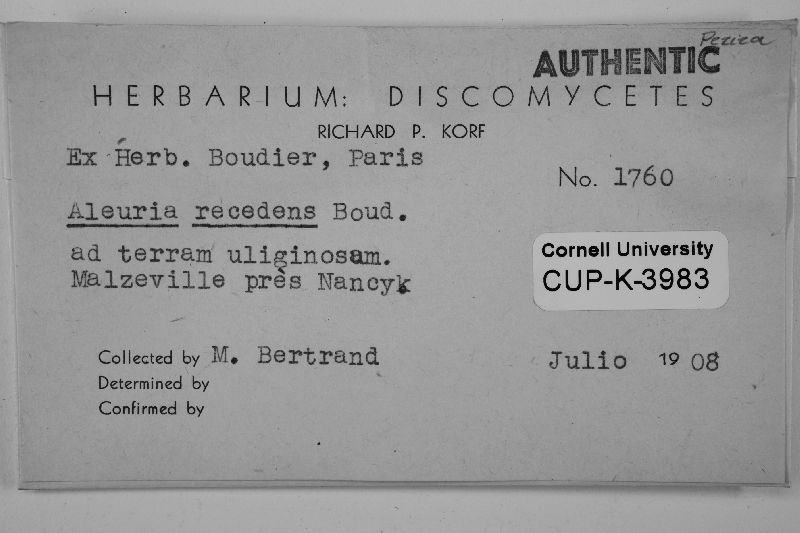 Peziza
AUTHENTIC
HERBARIUM: DISCOMYCETES
RICHARD P. KORF
Ex Herb. Boudier, Paris
No. 1760
Aleuria recedens Boud.
ad terram uliginosam.
Malzeville près Nancy
Cornell University
CUP-K-3983
Collected by M. Bertrand
Julio 1908
Determined by
Confirmed by